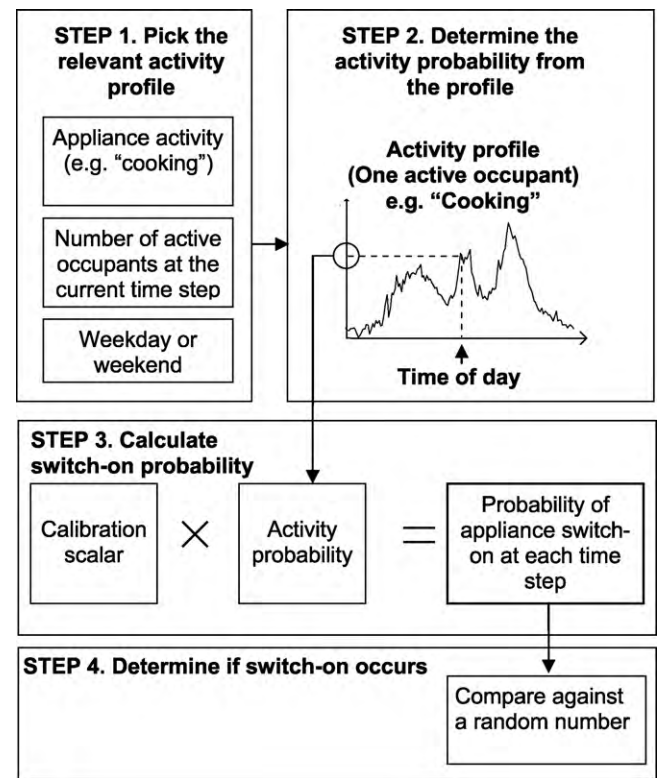 STEP 1. Pick the
relevant activity
profile
Appliance activity
(e.g. “cooking”)
Number of active
occupants at the
current time step
Weekday or
weekend
STEP 2. Determine the
activity probability from
the profile
Activity profile
(One active occupant)
e.g. “Cooking”
Time of day
STEP 3. Calculate
switch-on probability
Calibration
scalar
×
Activity
probability
=
Probability of
appliance switch-
on at each time
step
STEP 4. Determine if switch-on occurs
Compare against
a random number